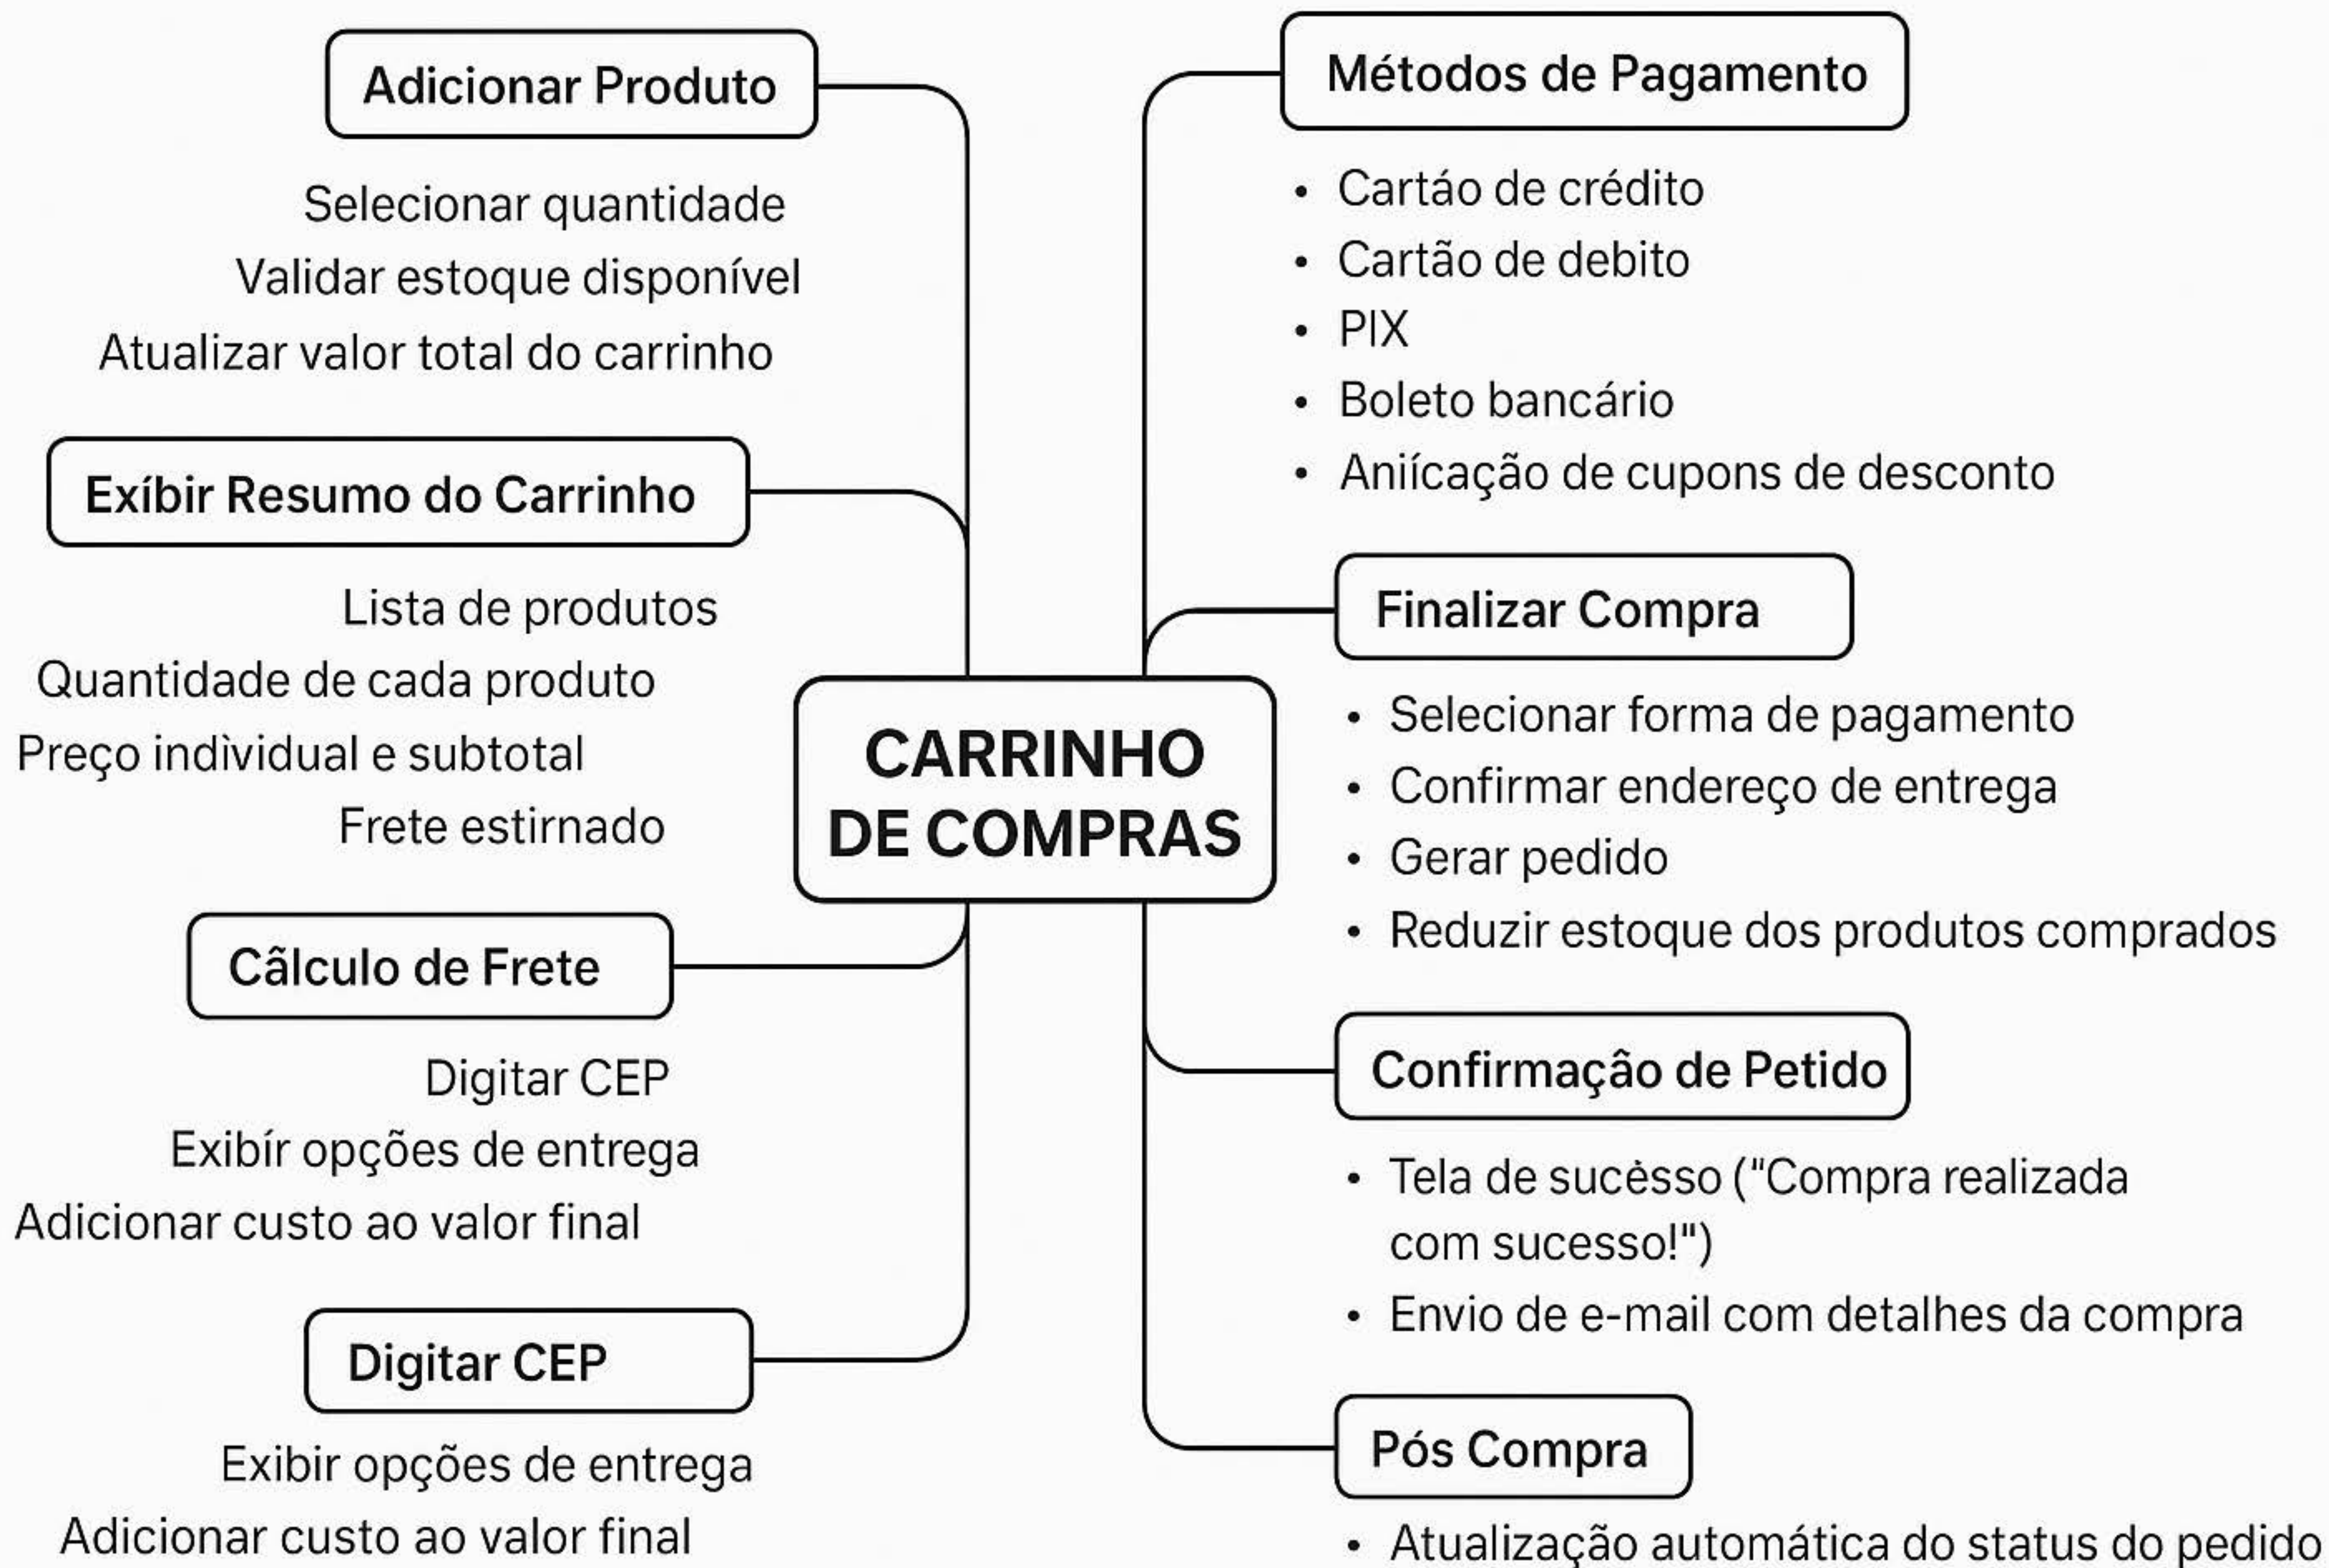 Adicionar Produto
Selecionar quantidade
Validar estoque disponível
Atualizar valor total do carrinho
Exíbir Resumo do Carrinho
Lista de produtos
Quantidade de cada produto
Preço indìvidual e subtotal
Frete estirnado
Cãlculo de Frete
Digitar CEP
Exibír opções de entrega
Adicionar custo ao valor final
Digitar CEP
Exibir opções de entrega
Adicionar custo ao valor final
CARRINHO
DE COMPRAS
Métodos de Pagamento
• Cartáo de crédito
• Cartão de debito
• PIX
• Boleto bancário
• Aniícação de cupons de desconto
Finalizar Compra
• Selecionar forma de pagamento
• Confirmar endereço de entrega
• Gerar pedido
• Reduzir estoque dos produtos comprados
Confirmaçâo de Petido
• Tela de sucėsso ("Compra realizada
com sucesso!")
• Envio de e-mail com detalhes da compra
Pós Compra
• Atualização automática do status do pedido